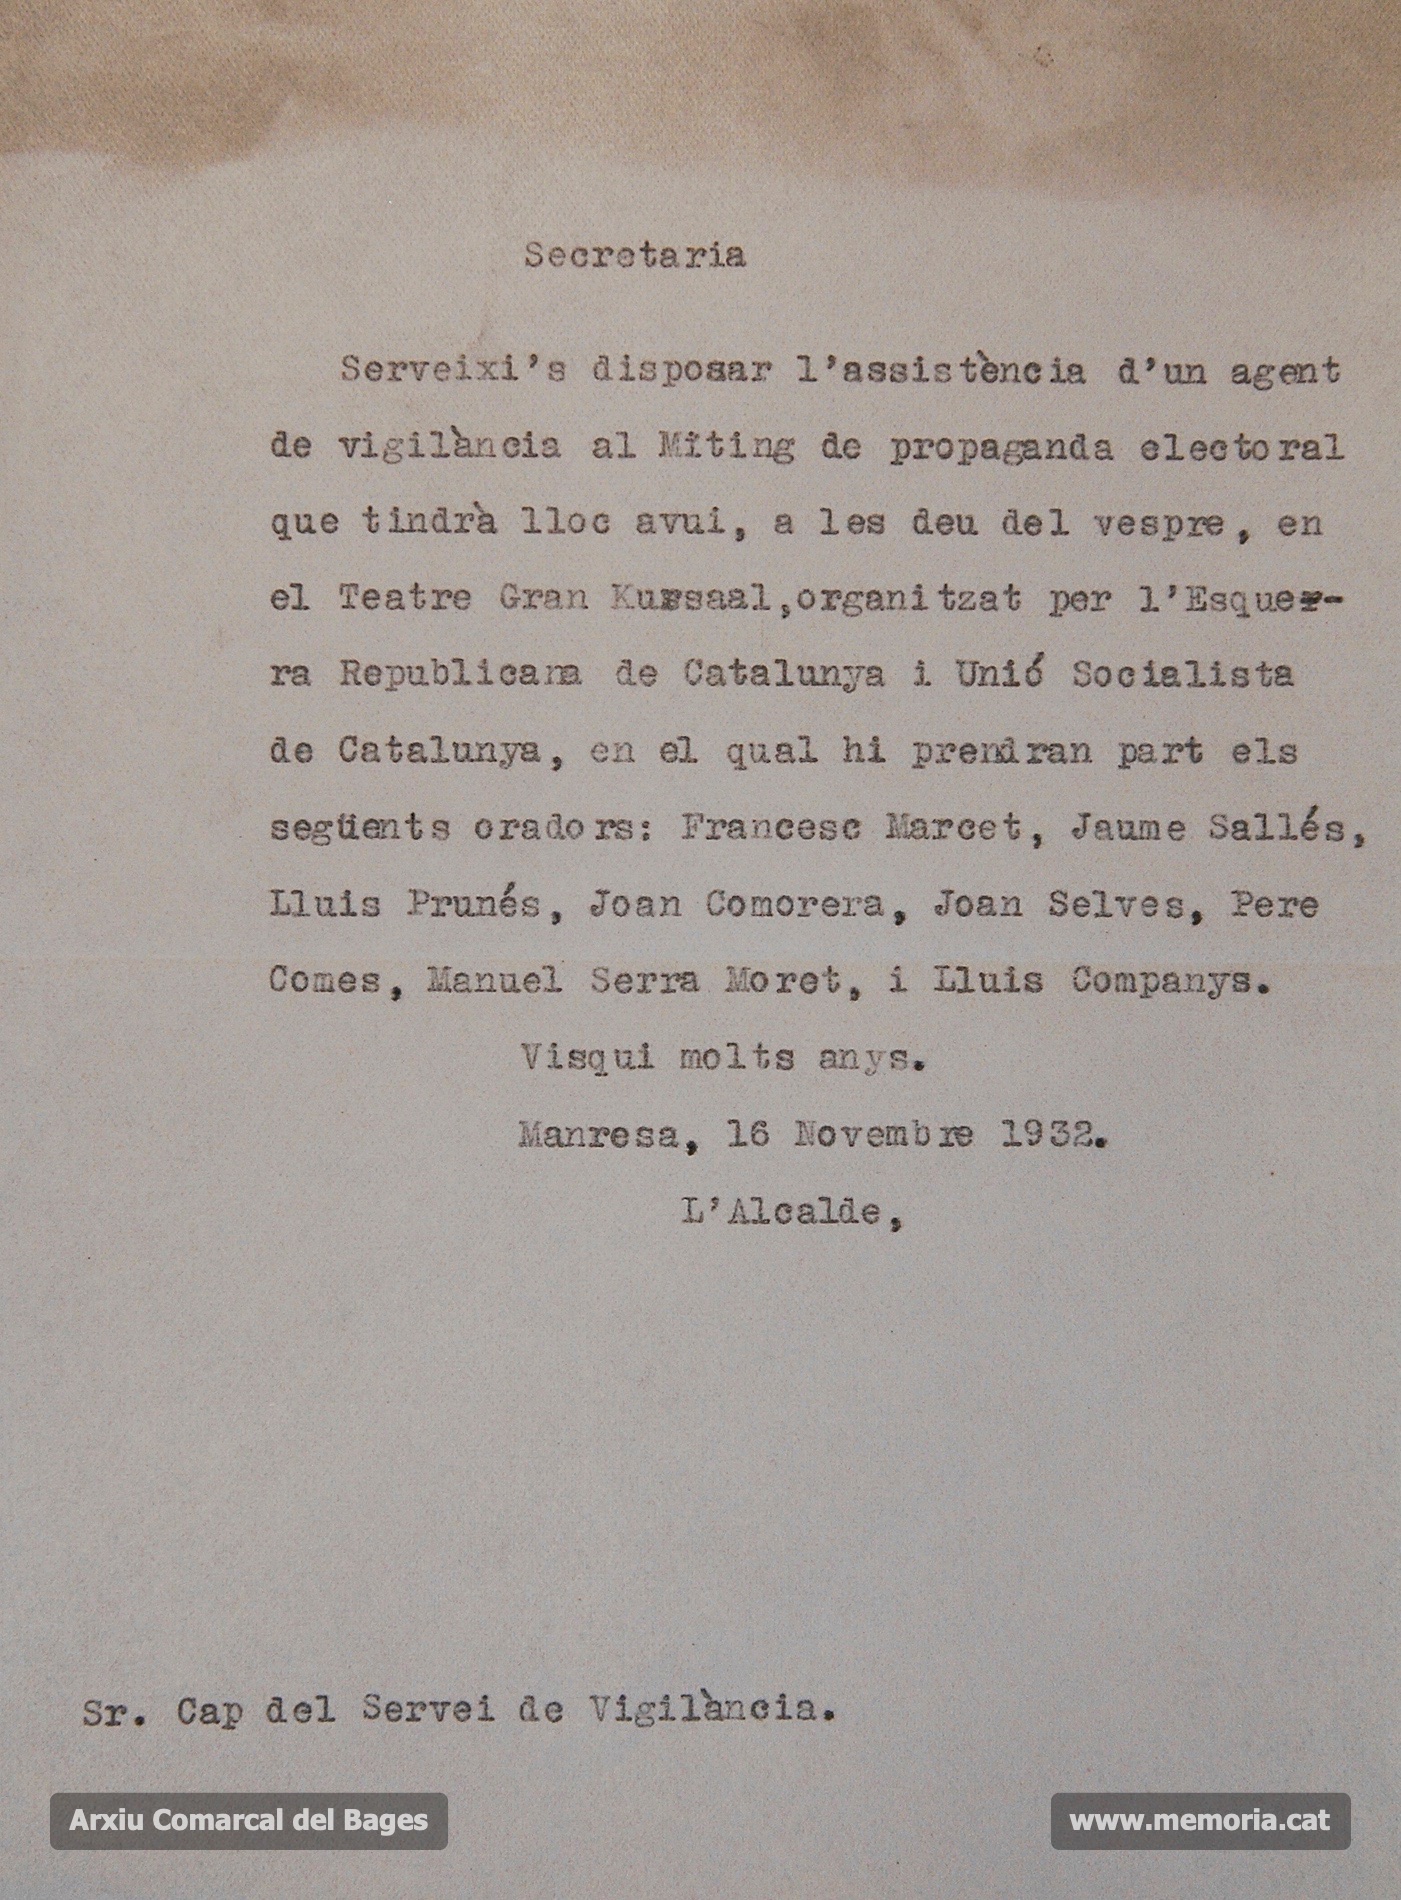 Secretaria
Serveixi's disposar l'assistència d'un agent
de vigilància al Míting de propaganda electoral
que tindrà lloc avui, a les deu del vespre, en
el Teatre Gran Kursaal,organitzat per l'Esquer-
ra Republicana de Catalunya i Unió Socialista
de Catalunya, en el qual hi prendran part els
següents oradors: Francesc Marcet, Jaume Sallés,
Lluis Prunés, Joan Comorera, Joan Selves, Pere
Comes, Manuel Serra Moret, i Lluis Companys.
Visqui molts anys.
Manresa, 16 Novembre 1932.
L'Alcalde,
Sr. Cap del Servei de Vigilància.
Arxiu Comarcal del Bages
www.memoria.cat